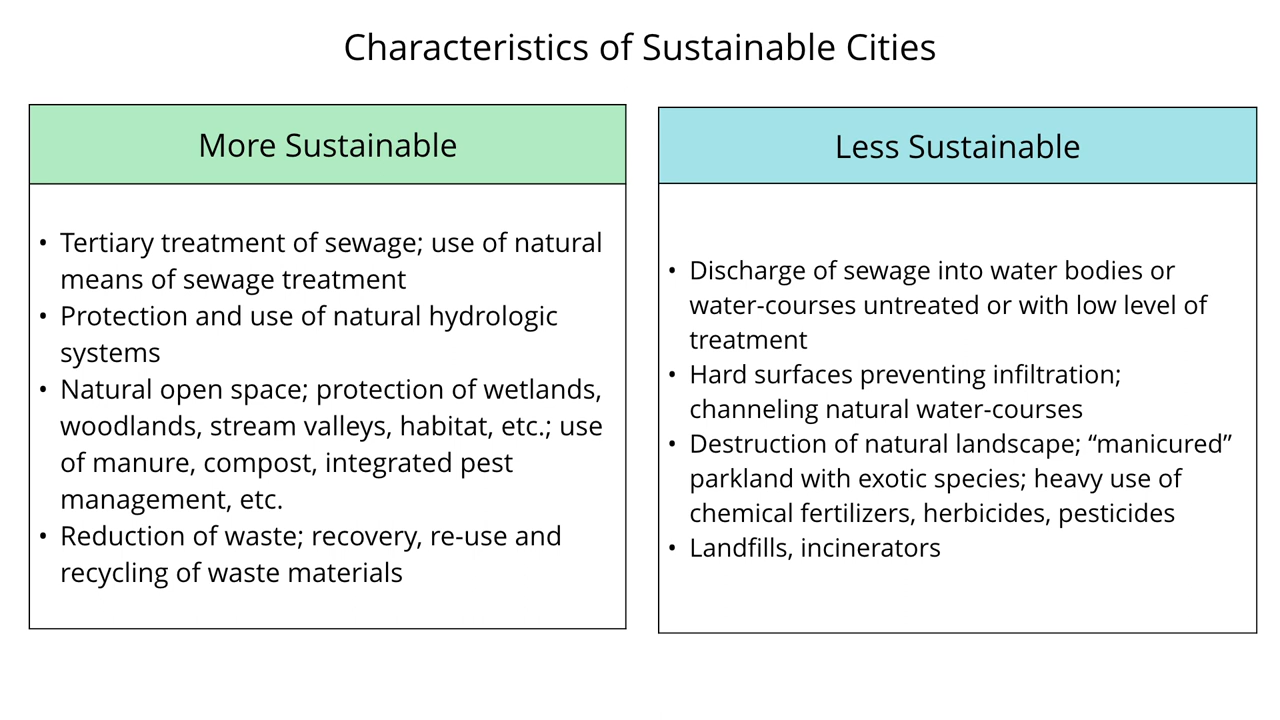 Characteristics of Sustainable Cities
More Sustainable
• Tertiary treatment of sewage; use of natural
means of sewage treatment
• Protection and use of natural hydrologic
systems
• Natural open space; protection of wetlands,
woodlands, stream valleys, habitat, etc.; use
of manure, compost, integrated pest
management, etc.
• Reduction of waste; recovery, re-use and
recycling of waste materials
Less Sustainable
• Discharge of sewage into water bodies or
water-courses untreated or with low level of
treatment
• Hard surfaces preventing infiltration;
channeling natural water-courses
• Destruction of natural landscape; “manicured”
parkland with exotic species; heavy use of
chemical fertilizers, herbicides, pesticides
• Landfills, incinerators